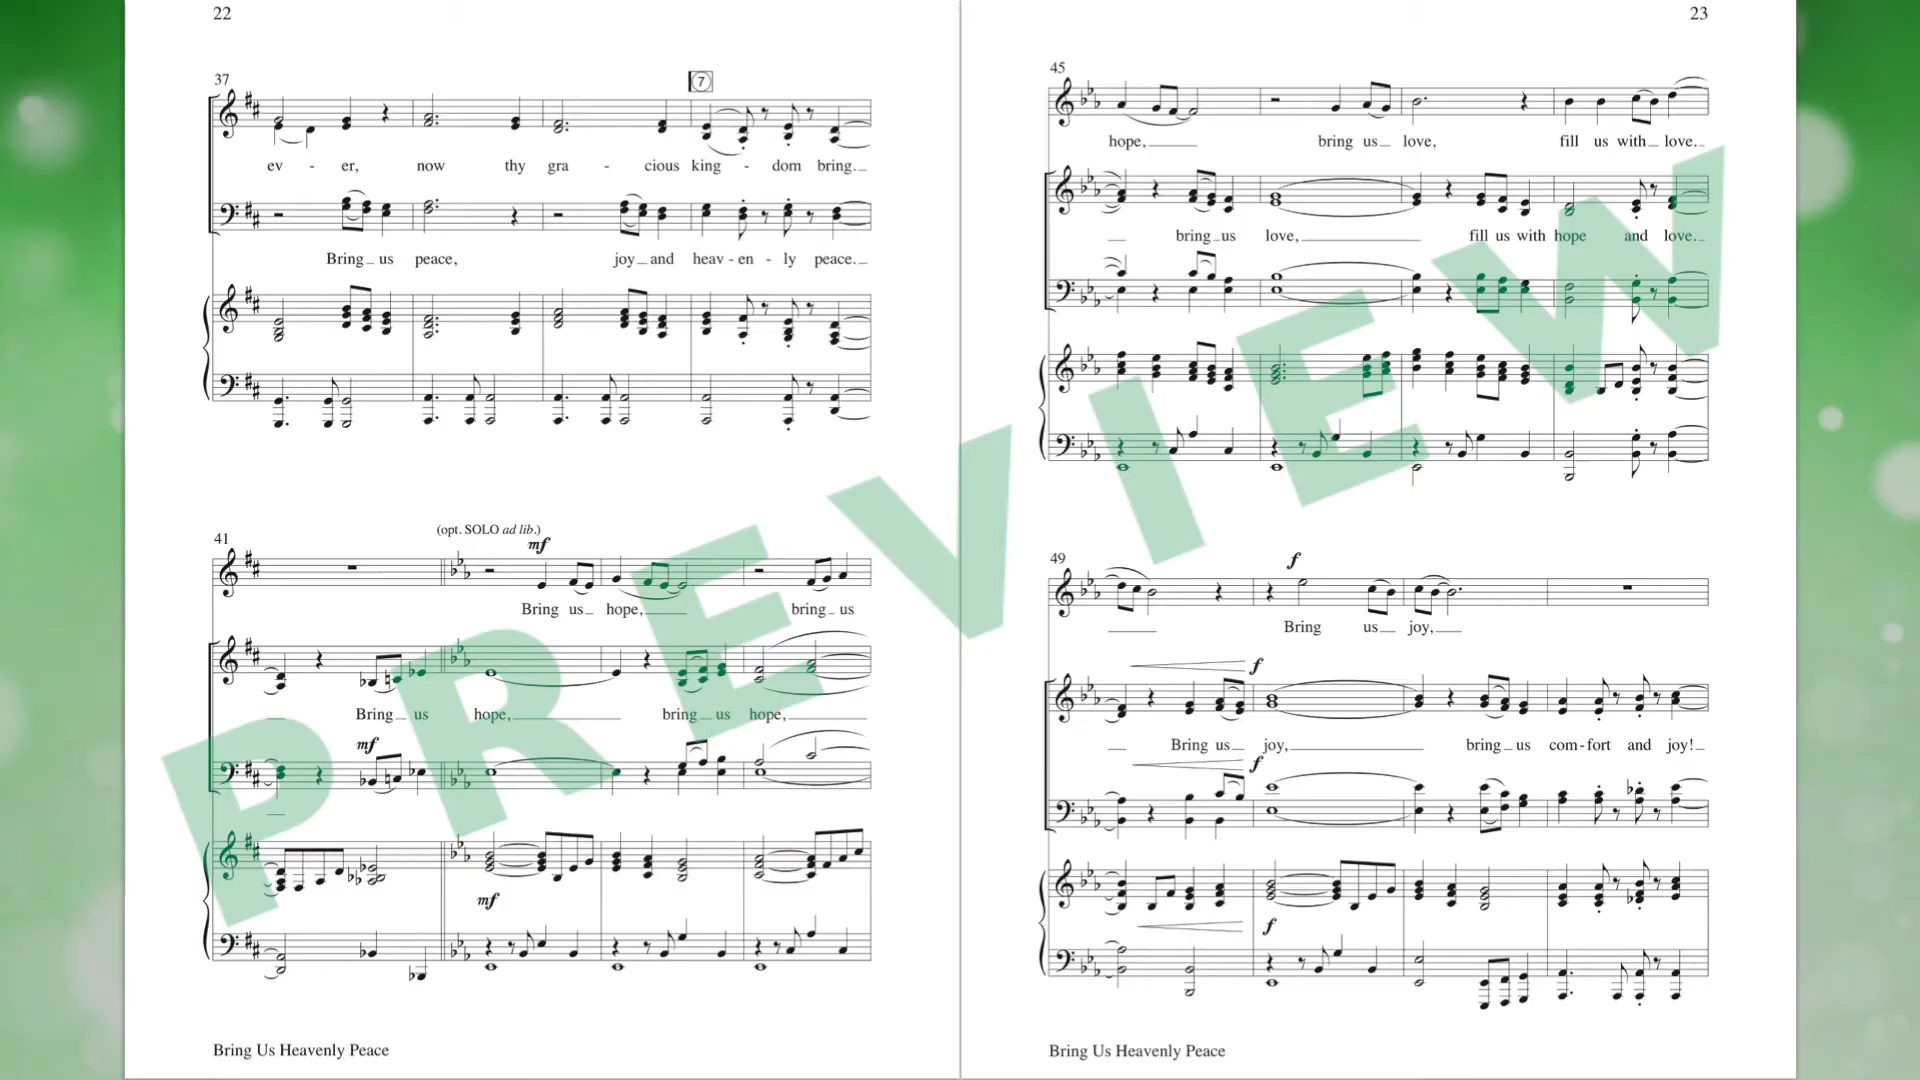 22
37
7
ev - er, now thy gra - cious king - dom bring.
Bring us peace, joy and heav - en - ly peace.
(opt. SOLO ad lib.)
41
mf
Bring us hope, bring us
Bring us hope, bring us hope,
mf
mf
Bring Us Heavenly Peace
23
45
hope, bring us love, fill us with love.
bring us love, fill us with hope and love.
49
f
Bring us joy,
f
Bring us joy, bring us com - fort and joy!
f
f
Bring Us Heavenly Peace
PREVIEW